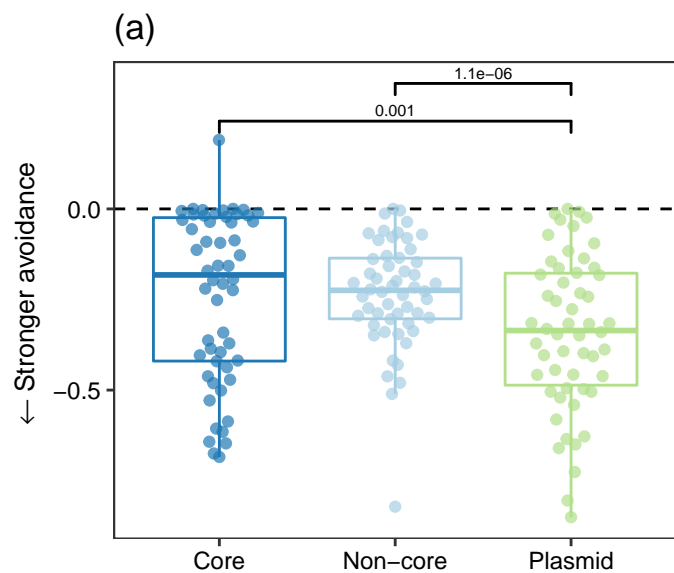 (a)
1.1e−06
0.001
← Stronger avoidance
0.0
−0.5
Core Non−core Plasmid